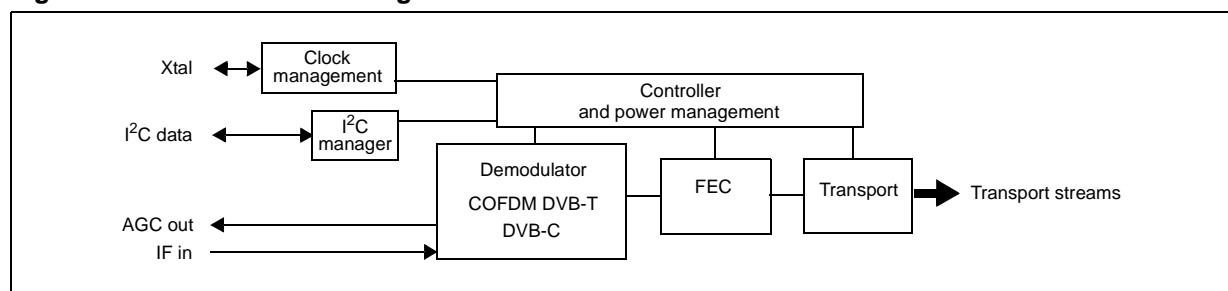 Xtal
Clock
management
Controller
and power management
I²C data
I²C
manager
Demodulator
COFDM DVB-T
DVB-C
FEC
Transport
Transport streams
AGC out
IF in